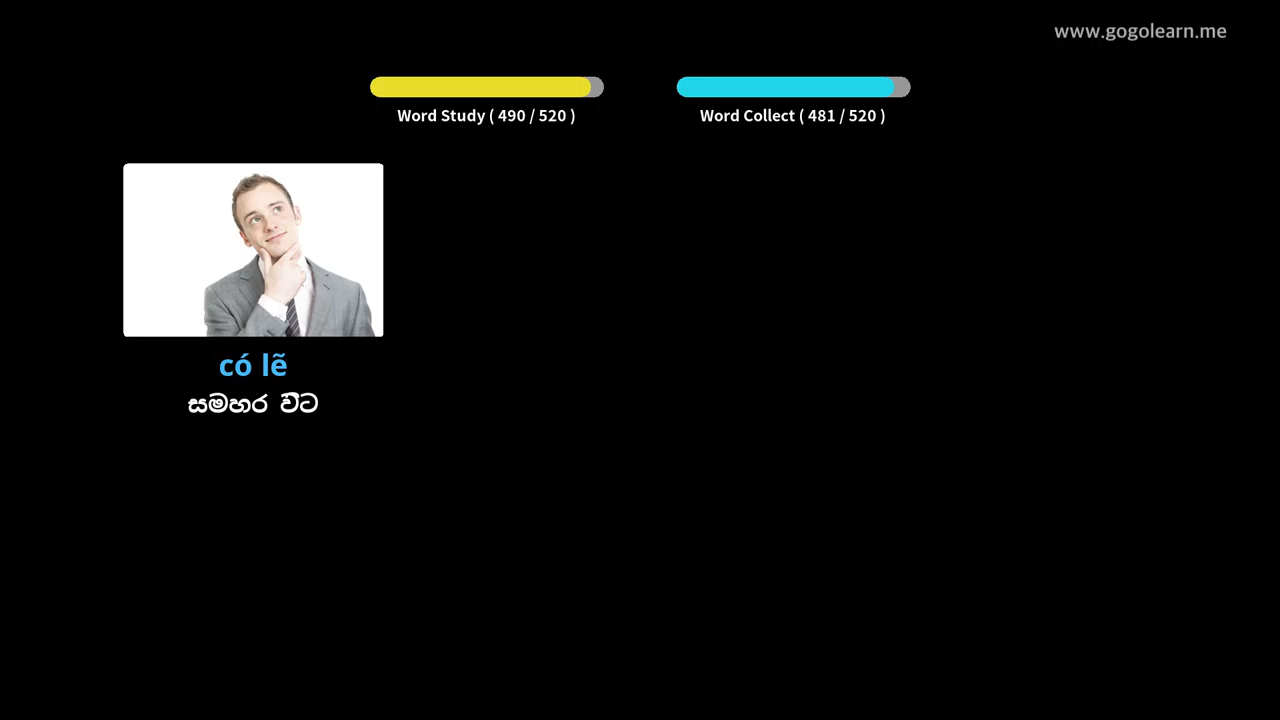 www.gogolearn.me
Word Study ( 490 / 520 )
Word Collect ( 481 / 520 )
có lẽ
සමහර විට